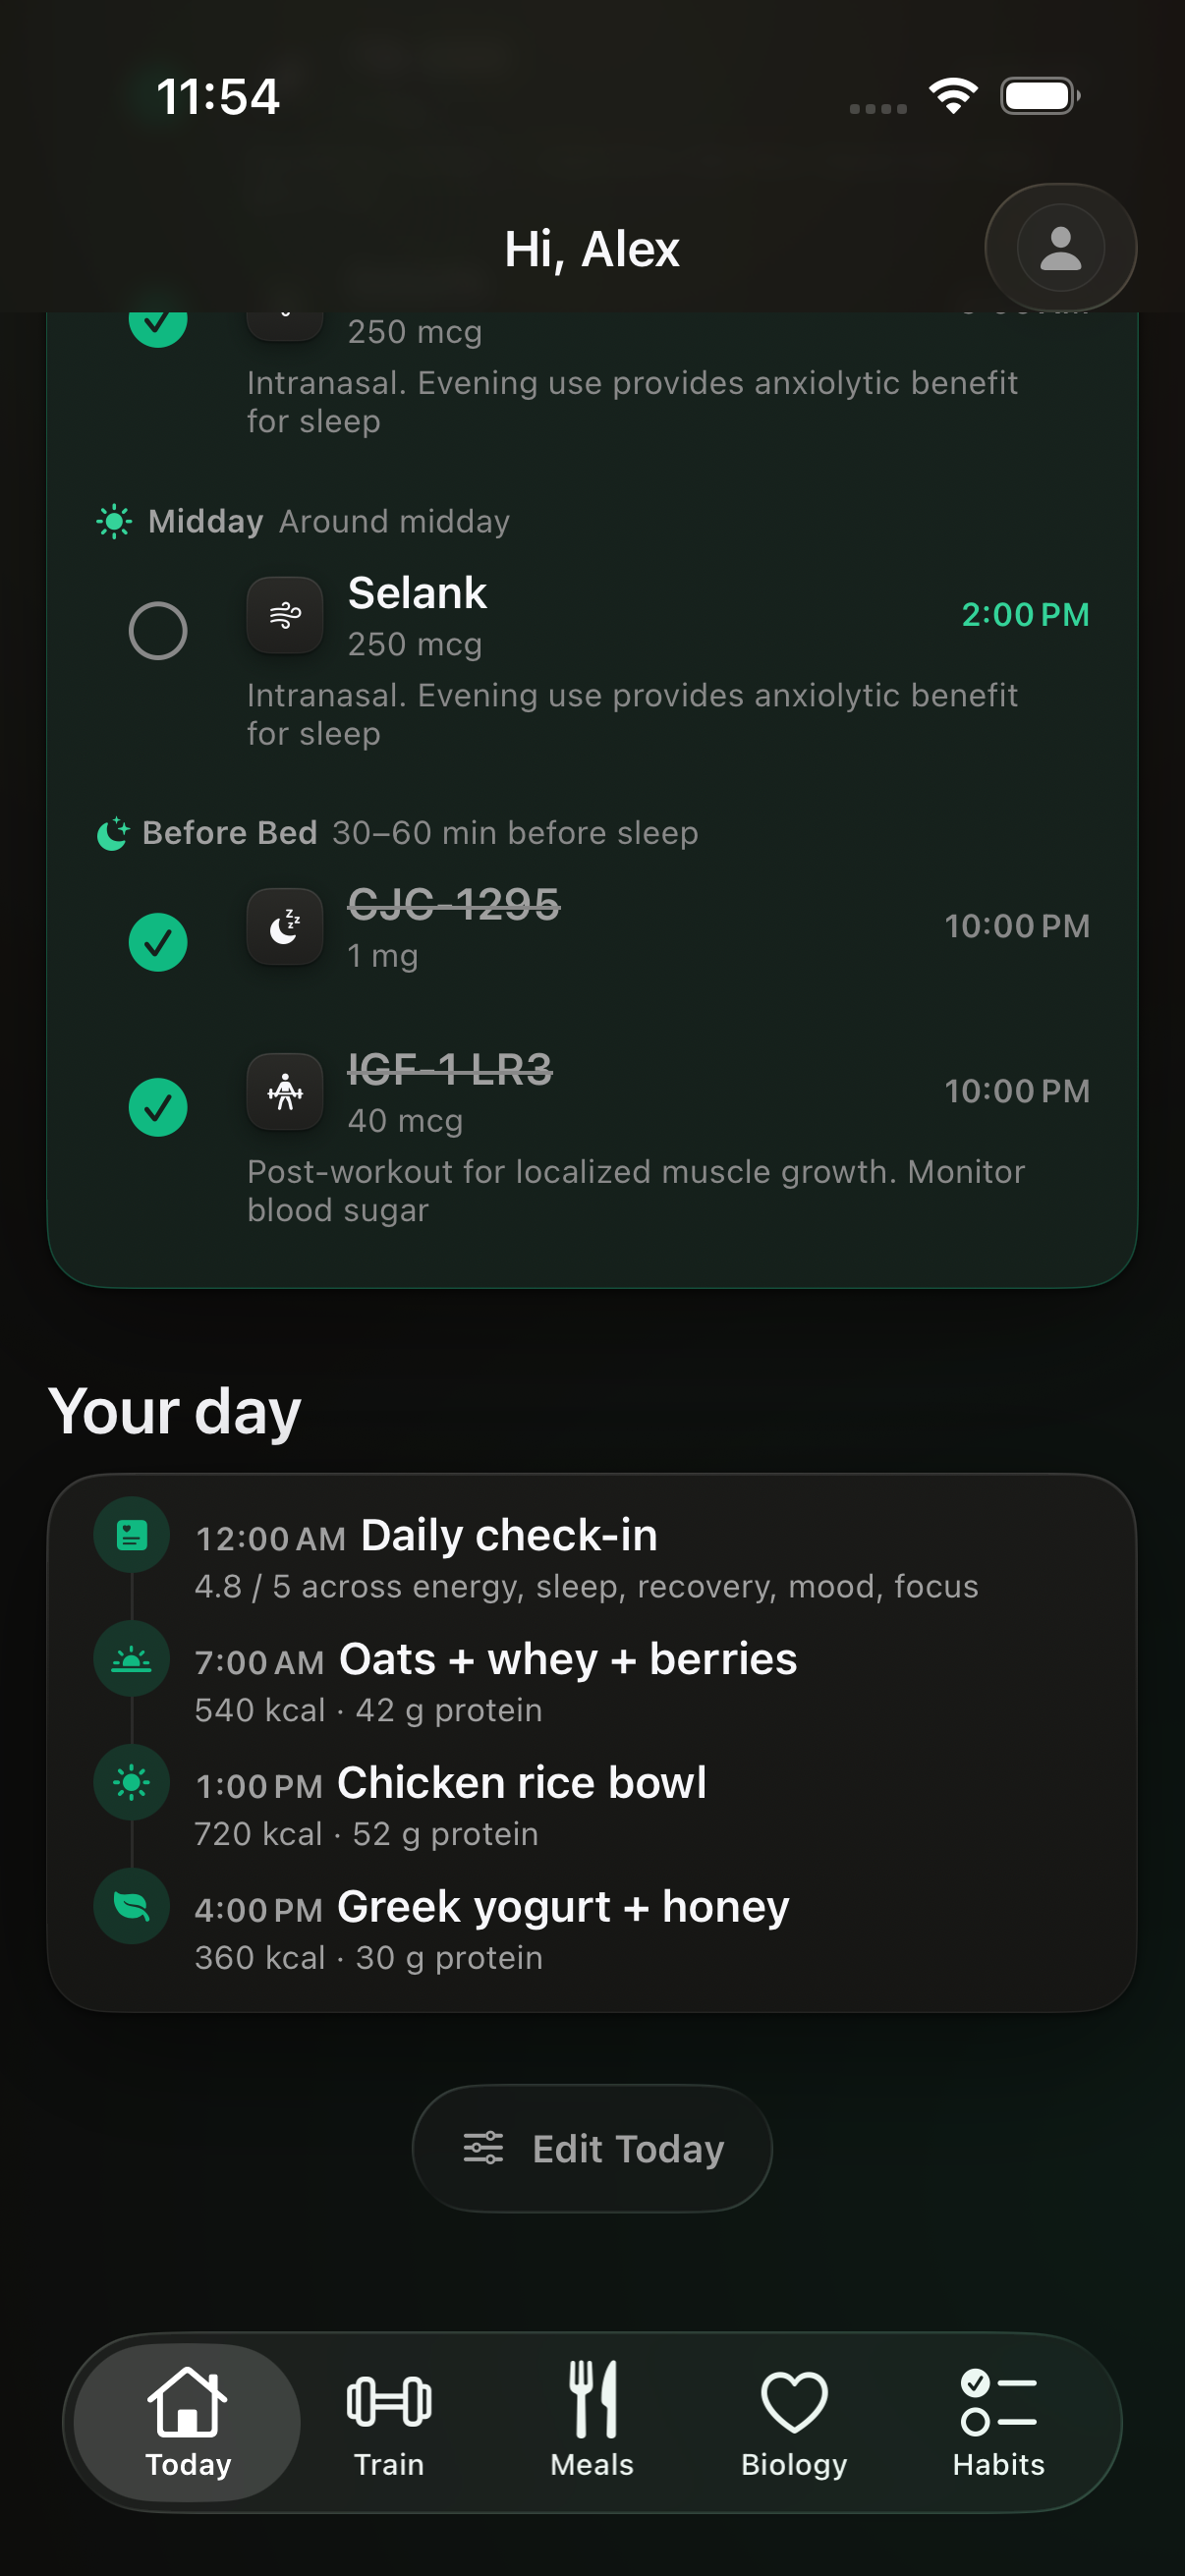 11:54
Hi, Alex
250 mcg
Intranasal. Evening use provides anxiolytic benefit
for sleep
Midday Around midday
Selank
2:00 PM
250 mcg
Intranasal. Evening use provides anxiolytic benefit
for sleep
Before Bed 30–60 min before sleep
CJC-1295
10:00 PM
1 mg
IGF-1 LR3
10:00 PM
40 mcg
Post-workout for localized muscle growth. Monitor
blood sugar
Your day
12:00 AM Daily check-in
4.8 / 5 across energy, sleep, recovery, mood, focus
7:00 AM Oats + whey + berries
540 kcal · 42 g protein
1:00 PM Chicken rice bowl
720 kcal · 52 g protein
4:00 PM Greek yogurt + honey
360 kcal · 30 g protein
Edit Today
Today
Train
Meals
Biology
Habits